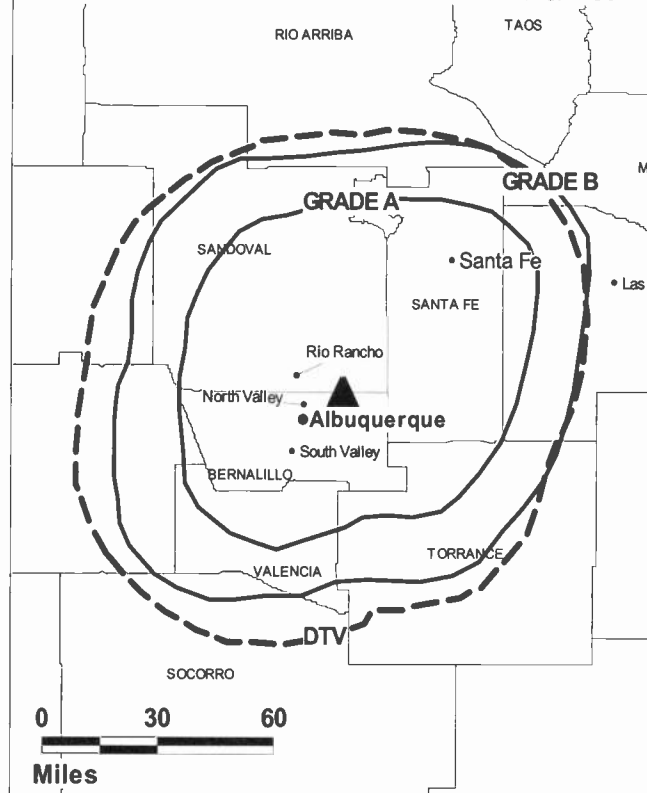 TAOS
RIO ARRIBA
M
GRADE B
GRADE A
SANDOVAL
Santa Fe
Las
SANTA FE
Rio Rancho
North Valley
Albuquerque
South Valley
BERNALILLO
TORRANCE
VALENCIA
DTV
SOCORRO
0 30 60
Miles